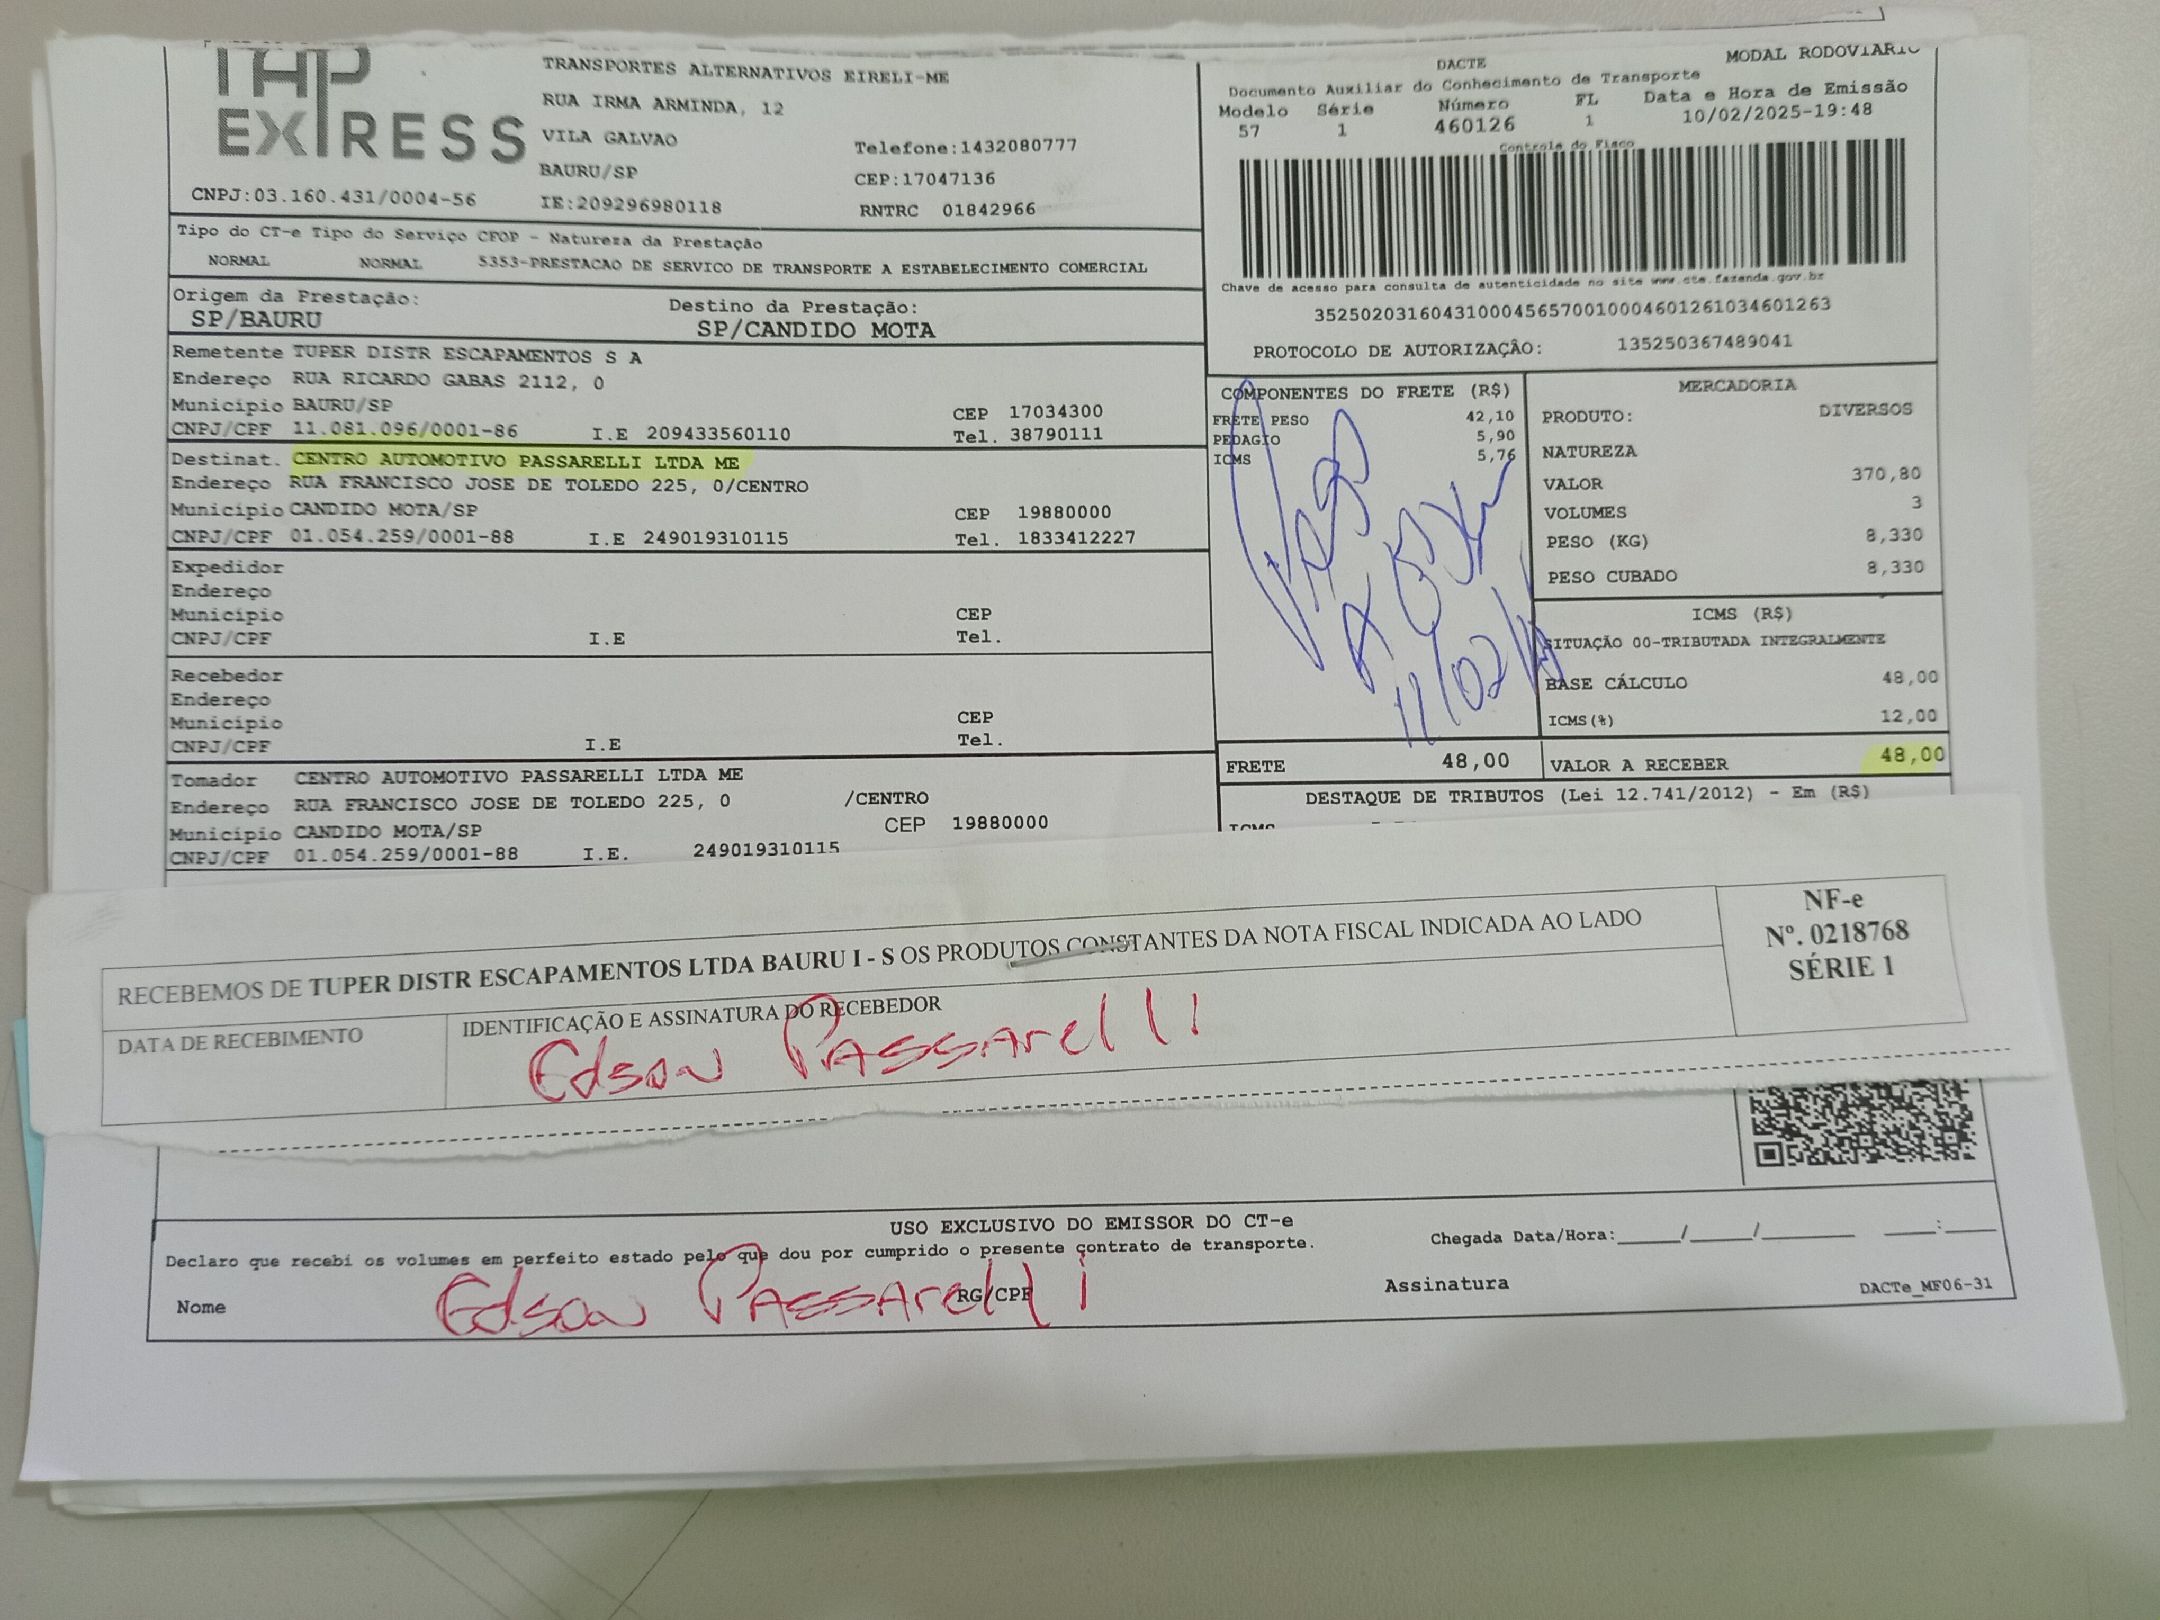 TAP
EXPRESS
CNPJ:03.160.431/0004-56
TRANSPORTES ALTERNATIVOS EIRELI-ME
RUA IRMA ARMINDA, 12
VILA GALVAO
Telefone:1432080777
BAURU/SP
CEP:17047136
IE:209296980118
RNTRC 01842966
DACTE
MODAL RODOVIARIO
Documento Auxiliar do Conhecimento de Transporte
Modelo Série Número FL Data e Hora de Emissão
57 1 460126 1 10/02/2025-19:48
Controle do Fisco
Chave de acesso para consulta de autenticidade no site www.cte.fazenda.gov.br
35250203160431000456570010004601261034601263
PROTOCOLO DE AUTORIZAÇÃO: 135250367489041
Tipo do CT-e Tipo do Serviço CFOP - Natureza da Prestação
NORMAL NORMAL 5353-PRESTACAO DE SERVICO DE TRANSPORTE A ESTABELECIMENTO COMERCIAL
Origem da Prestação: Destino da Prestação:
SP/BAURU SP/CANDIDO MOTA
Remetente TUPER DISTR ESCAPAMENTOS S A
Endereço RUA RICARDO GABAS 2112, 0
Município BAURU/SP CEP 17034300
CNPJ/CPF 11.081.096/0001-86 I.E 209433560110 Tel. 38790111
Destinat. CENTRO AUTOMOTIVO PASSARELLI LTDA ME
Endereço RUA FRANCISCO JOSE DE TOLEDO 225, 0/CENTRO
Município CANDIDO MOTA/SP CEP 19880000
CNPJ/CPF 01.054.259/0001-88 I.E 249019310115 Tel. 1833412227
Expedidor
Endereço
Município CEP
CNPJ/CPF I.E Tel.
Recebedor
Endereço
Município CEP
CNPJ/CPF I.E Tel.
Tomador CENTRO AUTOMOTIVO PASSARELLI LTDA ME
Endereço RUA FRANCISCO JOSE DE TOLEDO 225, 0 /CENTRO
Município CANDIDO MOTA/SP CEP 19880000
CNPJ/CPF 01.054.259/0001-88 I.E. 249019310115
COMPONENTES DO FRETE (R$)
FRETE PESO 42,10
PEDAGIO 5,90
ICMS 5,76
FRETE 48,00
MERCADORIA
PRODUTO: DIVERSOS
NATUREZA
VALOR 370,80
VOLUMES 3
PESO (KG) 8,330
PESO CUBADO 8,330
ICMS (R$)
SITUAÇÃO 00-TRIBUTADA INTEGRALMENTE
BASE CÁLCULO 48,00
ICMS(%) 12,00
VALOR A RECEBER 48,00
DESTAQUE DE TRIBUTOS (Lei 12.741/2012) - Em (R$)
ICMS
RECEBEMOS DE TUPER DISTR ESCAPAMENTOS LTDA BAURU I - S OS PRODUTOS CONSTANTES DA NOTA FISCAL INDICADA AO LADO
DATA DE RECEBIMENTO
IDENTIFICAÇÃO E ASSINATURA DO RECEBEDOR
Edson Passarelli
NF-e
Nº. 0218768
SÉRIE 1
USO EXCLUSIVO DO EMISSOR DO CT-e
Declaro que recebi os volumes em perfeito estado pelo que dou por cumprido o presente contrato de transporte.
Chegada Data/Hora:_____/_____/_______ ____:____
Nome Edson Passarelli RG/CPF Assinatura
DACTe_MF06-31